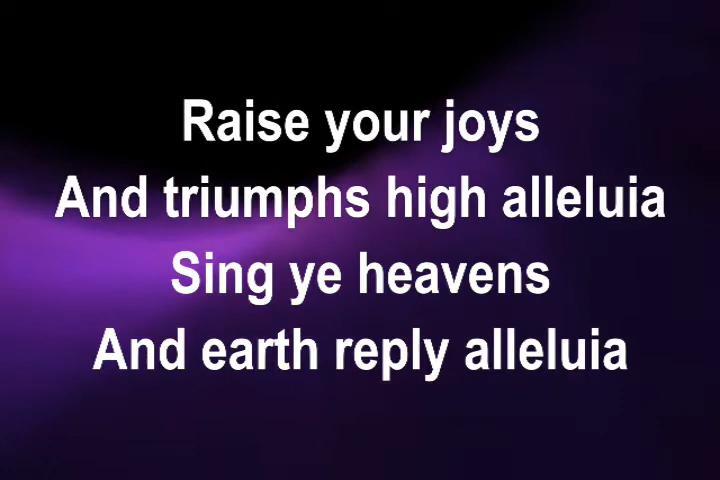 Raise your joys
And triumphs high alleluia
Sing ye heavens
And earth reply alleluia